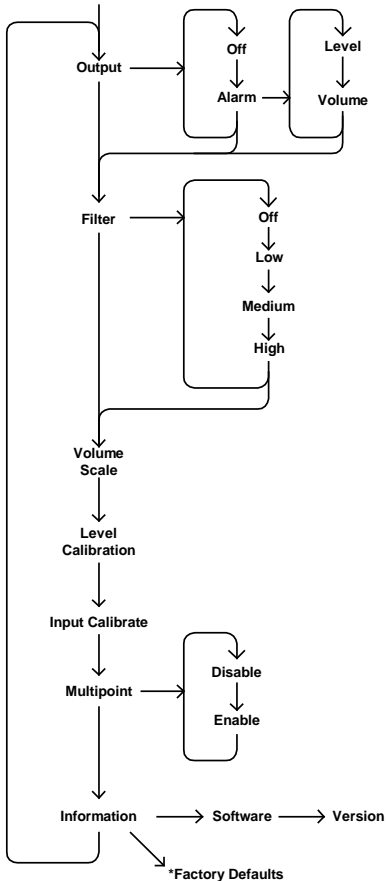 Output
Off
Alarm
Level
Volume
Filter
Off
Low
Medium
High
Volume
Scale
Level
Calibration
Input Calibrate
Multipoint
Disable
Enable
Information
Software
Version
*Factory Defaults